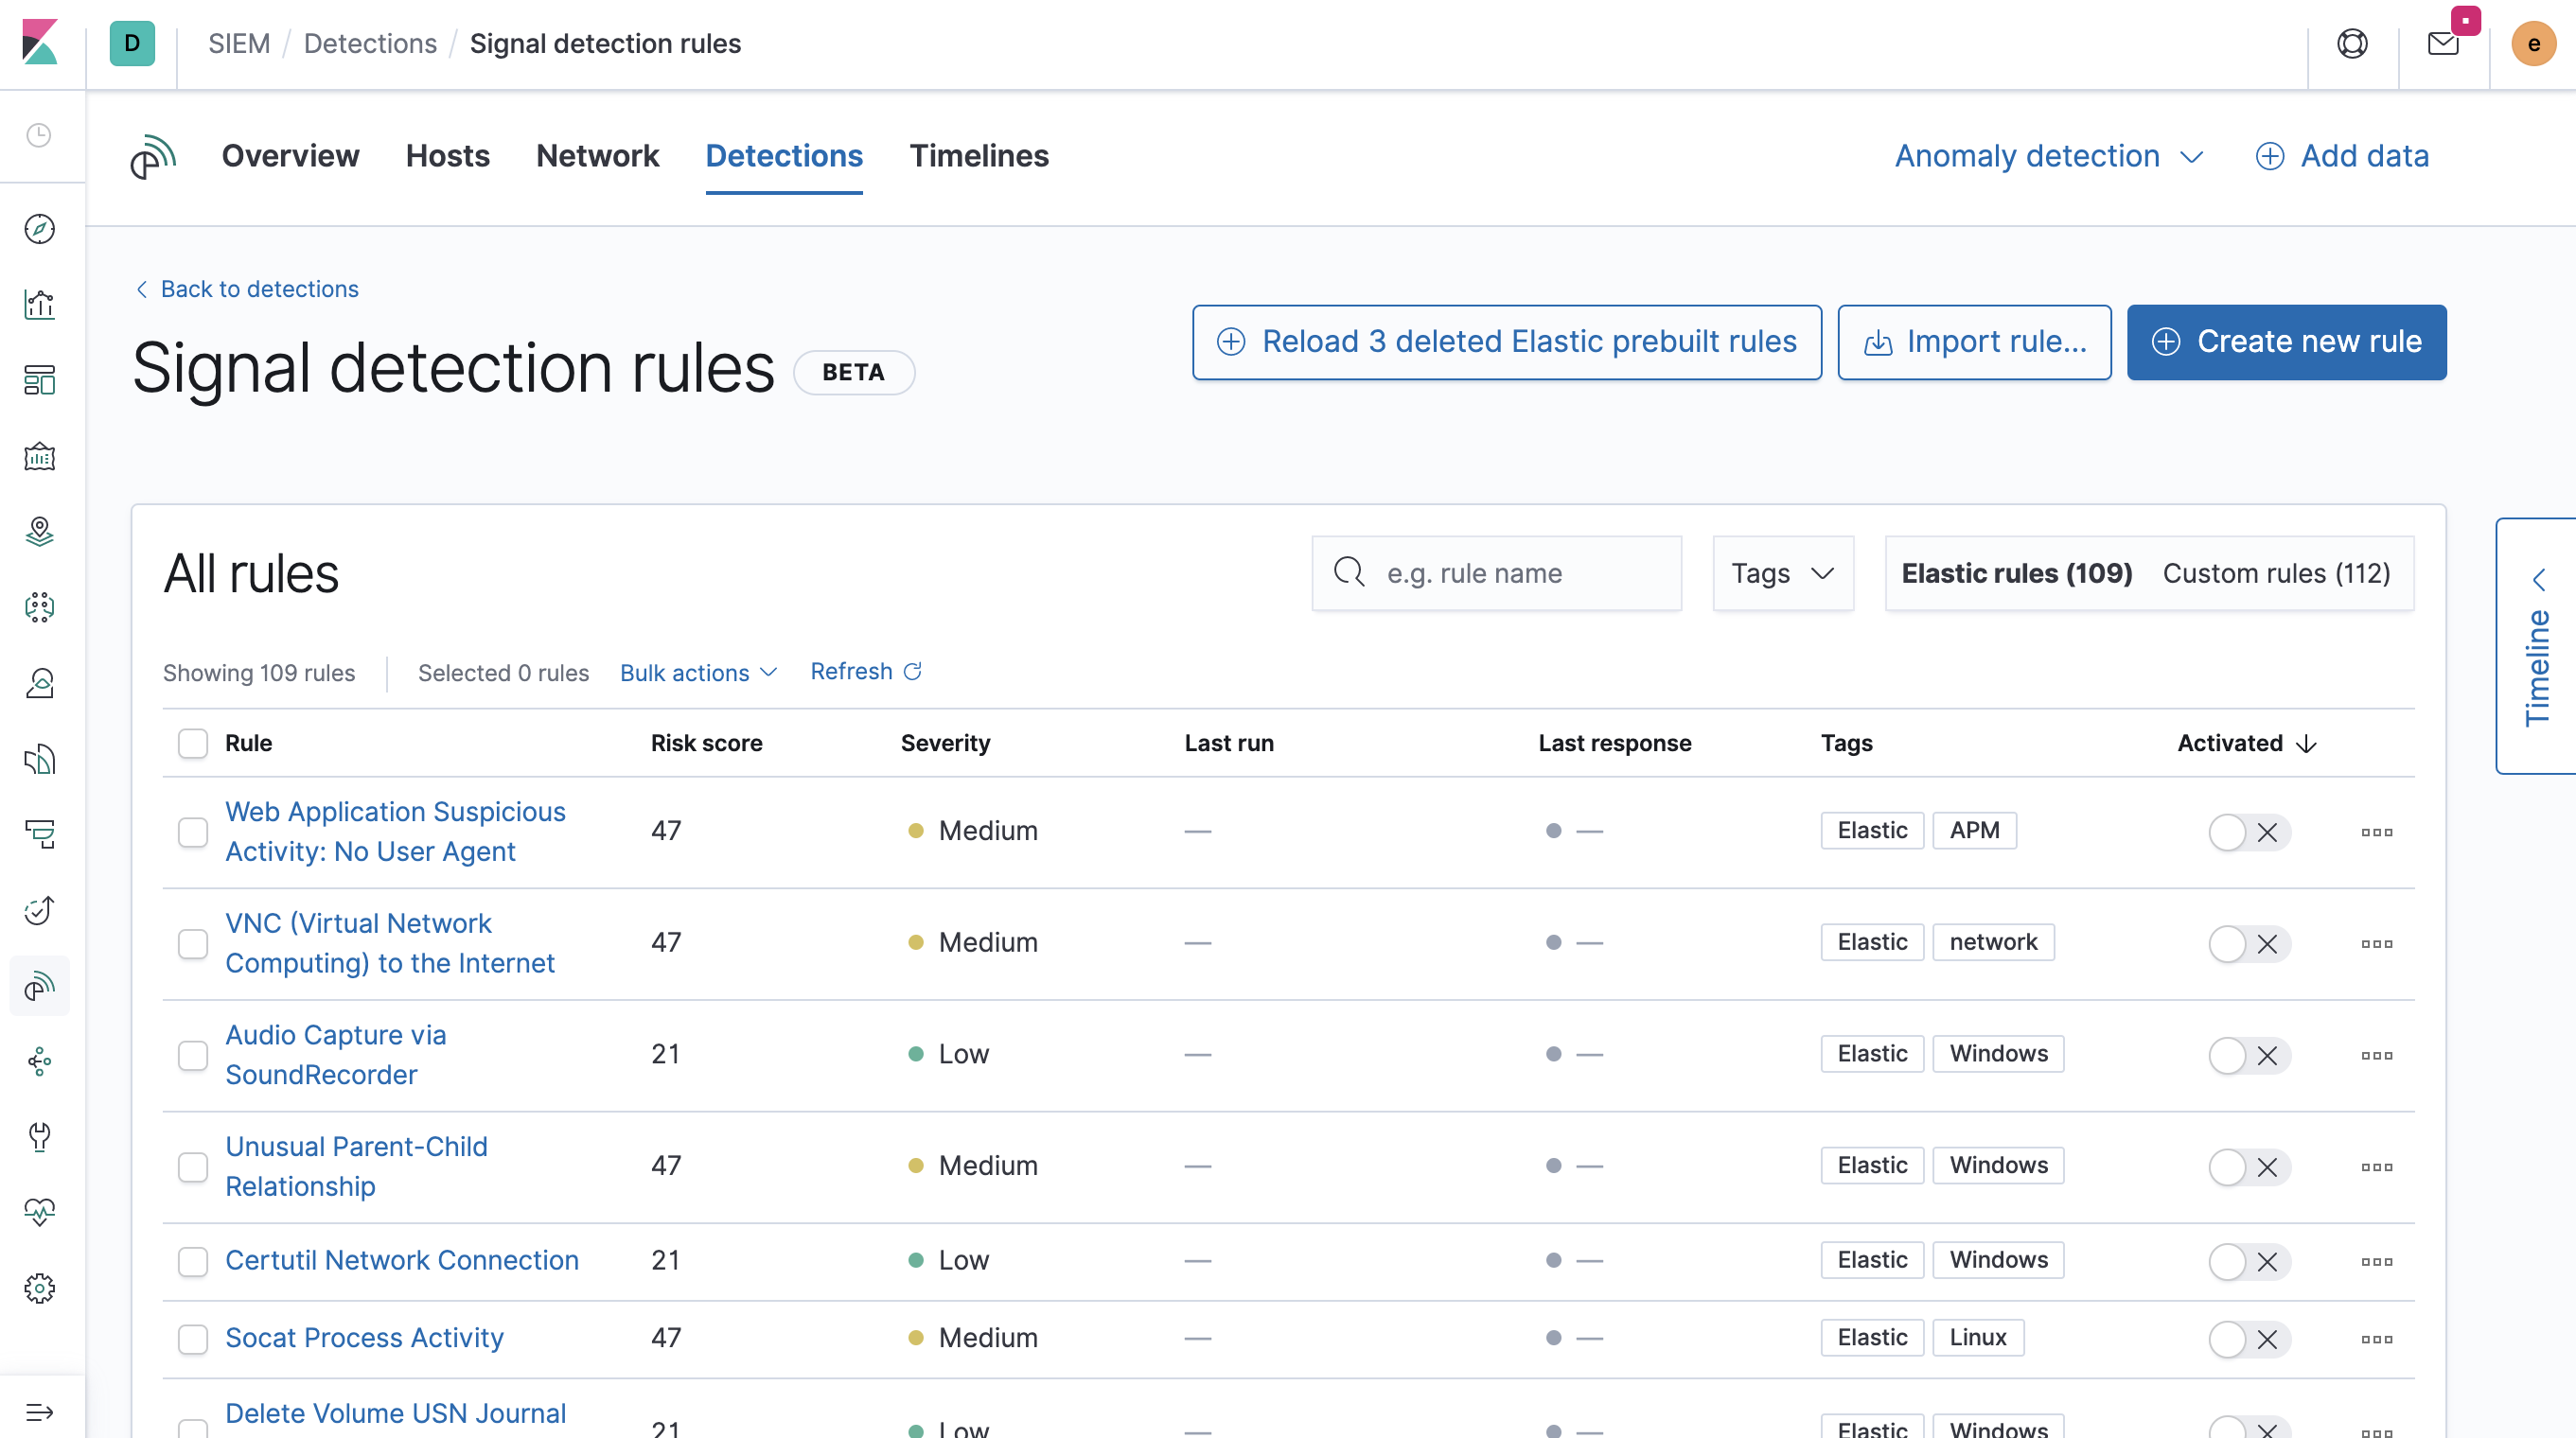 D
SIEM / Detections / Signal detection rules
e
Overview Hosts Network Detections Timelines
Anomaly detection
Add data
Back to detections
Signal detection rules BETA
Reload 3 deleted Elastic prebuilt rules
Import rule...
Create new rule
All rules
e.g. rule name
Tags
Elastic rules (109) Custom rules (112)
Timeline
Showing 109 rules Selected 0 rules Bulk actions Refresh
Rule Risk score Severity Last run Last response Tags Activated
Web Application Suspicious
Activity: No User Agent
47 Medium — — Elastic APM
VNC (Virtual Network
Computing) to the Internet
47 Medium — — Elastic network
Audio Capture via
SoundRecorder
21 Low — — Elastic Windows
Unusual Parent-Child
Relationship
47 Medium — — Elastic Windows
Certutil Network Connection 21 Low — — Elastic Windows
Socat Process Activity 47 Medium — — Elastic Linux
Delete Volume USN Journal
21 Low — — Elastic Windows